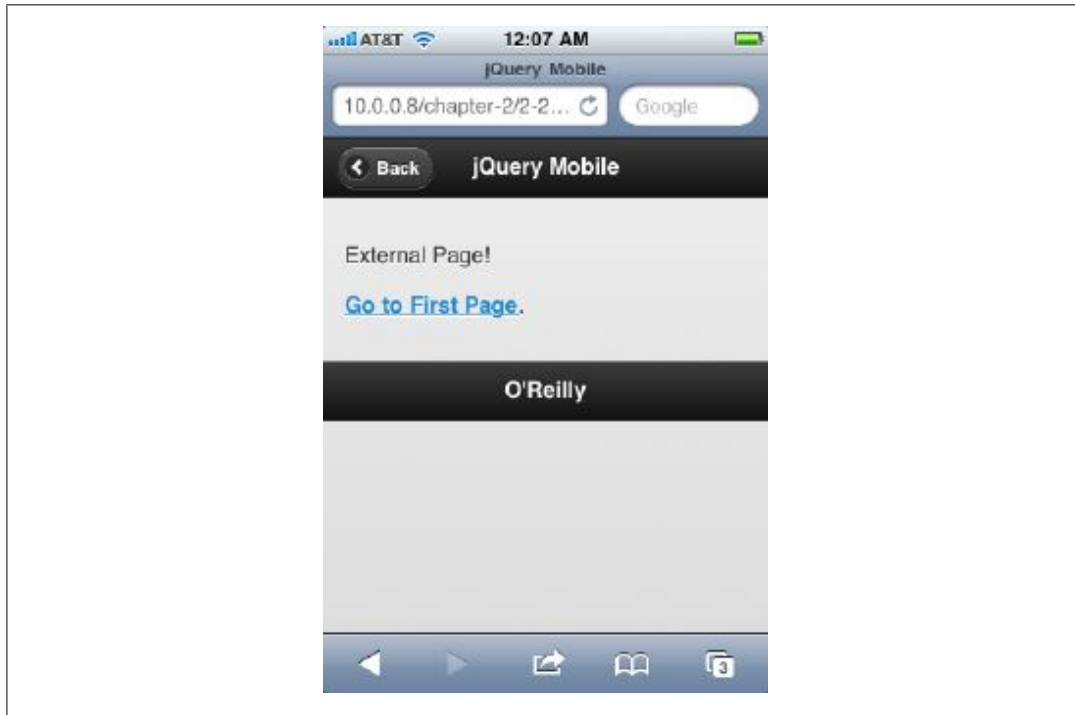 AT&T 12:07 AM
jQuery Mobile
10.0.0.8/chapter-2/2-2... Google
Back jQuery Mobile
External Page!
Go to First Page.
O'Reilly
3